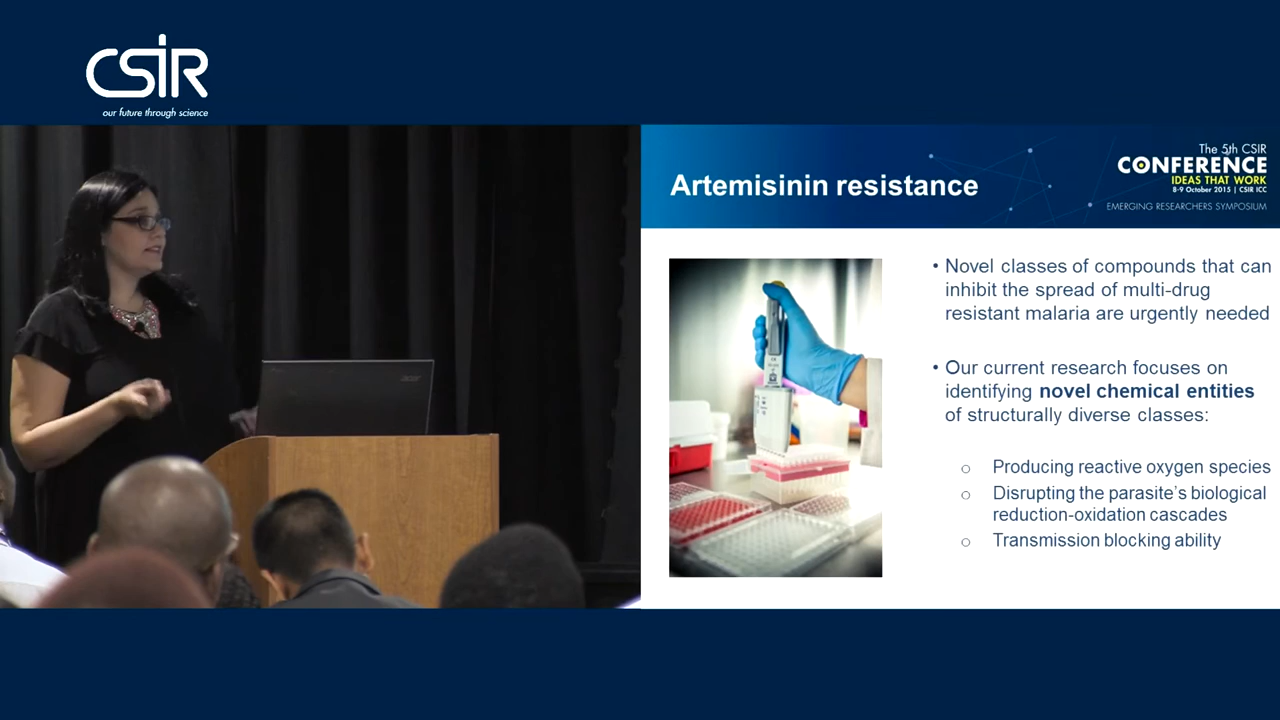 CSIR
our future through science
Artemisinin resistance
The 5th CSIR
CONFERENCE
IDEAS THAT WORK
8-9 October 2015 | CSIR ICC
EMERGING RESEARCHERS SYMPOSIUM
• Novel classes of compounds that can
inhibit the spread of multi-drug
resistant malaria are urgently needed
• Our current research focuses on
identifying novel chemical entities
of structurally diverse classes:
o Producing reactive oxygen species
o Disrupting the parasite's biological
reduction-oxidation cascades
o Transmission blocking ability
acer